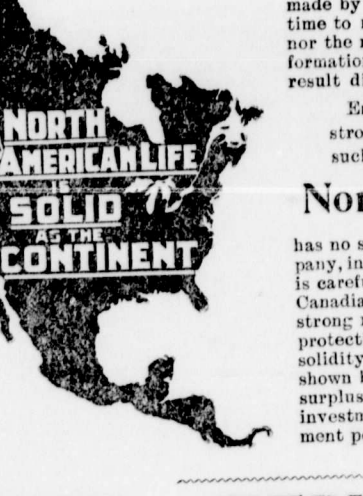 NORTH
AMERICAN LIFE
IS
SOLID
AS THE
CONTINENT
made by
time to
nor the
formation
result d
stro
such
Nor
has no s
pany, in
is caref
Canadia
strong
protect
solidity
shown
surplus
investm
ment p